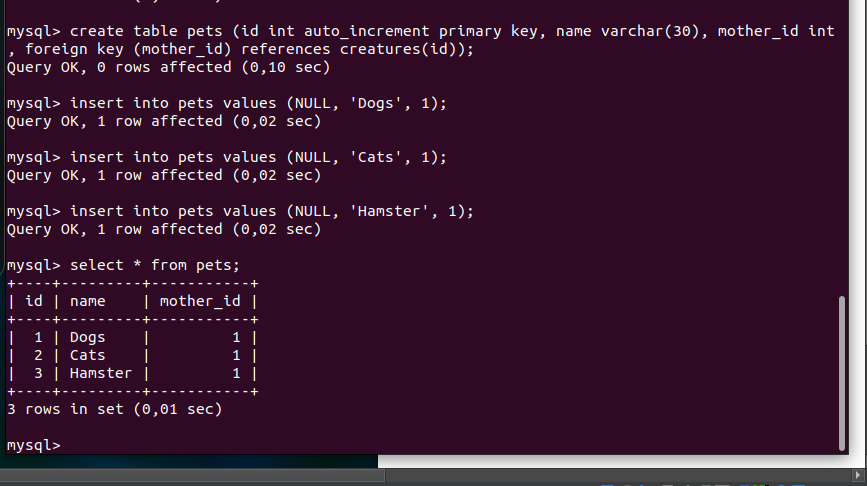 mysql> create table pets (id int auto_increment primary key, name varchar(30), mother_id int
, foreign key (mother_id) references creatures(id));
Query OK, 0 rows affected (0,10 sec)
mysql> insert into pets values (NULL, 'Dogs', 1);
Query OK, 1 row affected (0,02 sec)
mysql> insert into pets values (NULL, 'Cats', 1);
Query OK, 1 row affected (0,02 sec)
mysql> insert into pets values (NULL, 'Hamster', 1);
Query OK, 1 row affected (0,02 sec)
mysql> select * from pets;
+----+---------+-----------+
| id | name    | mother_id |
+----+---------+-----------+
|  1 | Dogs    |         1 |
|  2 | Cats    |         1 |
|  3 | Hamster |         1 |
+----+---------+-----------+
3 rows in set (0,01 sec)
mysql>